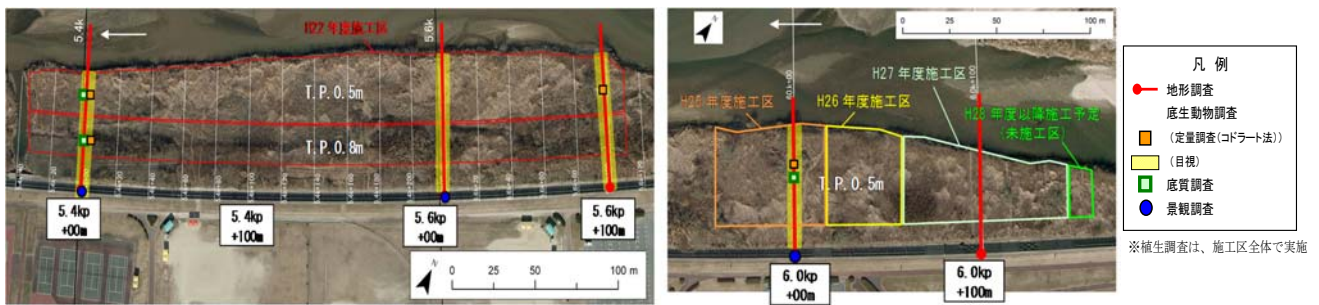 5.4k
H22年度施工区
5.6k
T.P.0.5m
T.P.0.8m
5.4kp
+00m
5.4kp
+100m
5.6kp
+00m
5.6kp
+100m
0 25 50 100 m
0 25 50 100 m
6.0k+00
6.0k+100
H25年度施工区
H26年度施工区
H27年度施工区
H28年度以降施工予定
(未施工区)
T.P.0.5m
6.0kp
+00m
6.0kp
+100m
凡 例
地形調査
底生動物調査
(定量調査(コドラート法))
(目視)
底質調査
景観調査
※植生調査は、施工区全体で実施